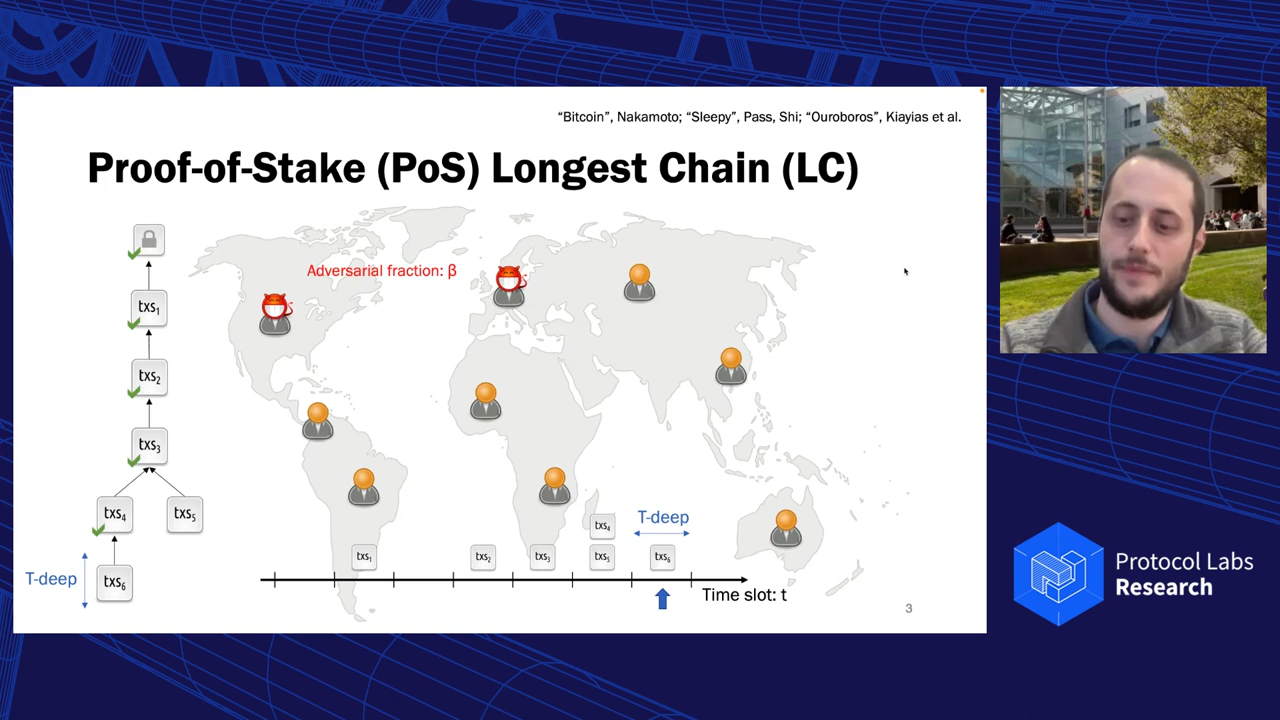 “Bitcoin”, Nakamoto; “Sleepy”, Pass, Shi; “Ouroboros”, Kiayias et al.
Proof-of-Stake (PoS) Longest Chain (LC)
Adversarial fraction: β
txs₁
txs₂
txs₃
txs₄
txs₅
T-deep
txs₆
txs₁
txs₂
txs₃
txs₄
txs₅
T-deep
txs₆
Time slot: t
3
Protocol Labs
Research